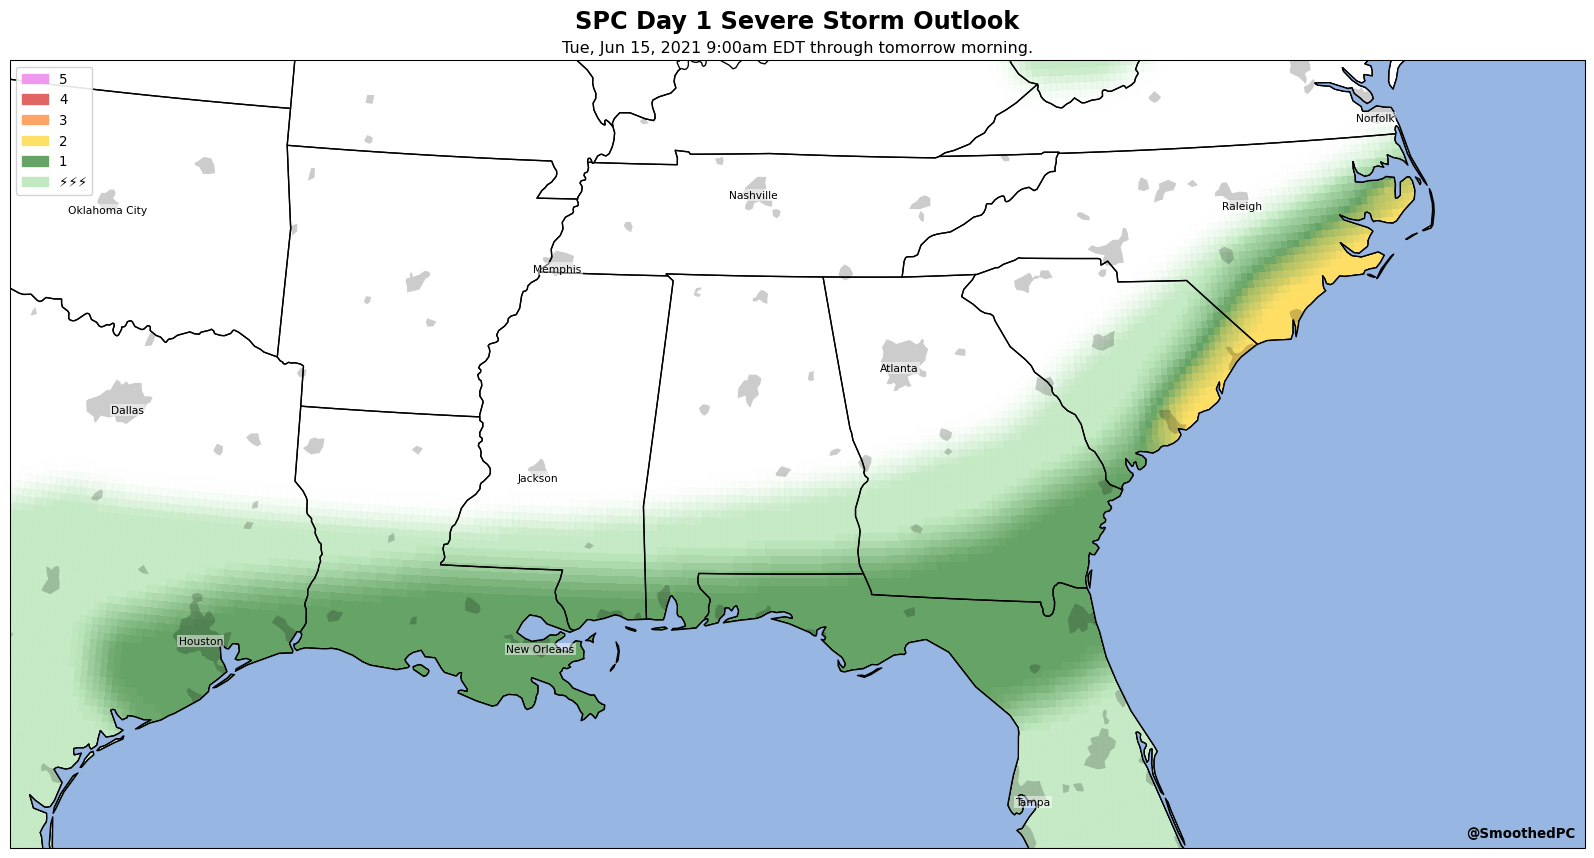 SPC Day 1 Severe Storm Outlook
Tue, Jun 15, 2021 9:00am EDT through tomorrow morning.
5
4
3
2
1
⚡⚡⚡
Norfolk
Oklahoma City
Nashville
Raleigh
Memphis
Atlanta
Dallas
Jackson
Houston
New Orleans
Tampa
@SmoothedPC